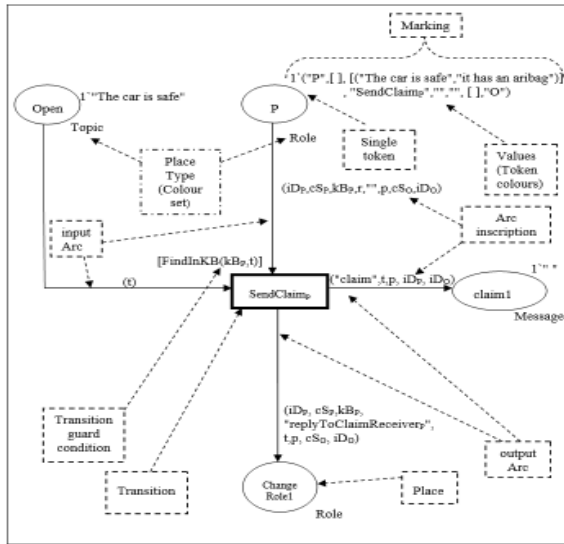 Marking
1`("P",[ ], [("The car is safe","it has an aribag")]
, "SendClaimP","","", [ ],"O")
1`"The car is safe"
Open
P
Topic
Role
Place
Type
(Colour
set)
Single
token
Values
(Token
colours)
(iDP,cSP,kBP,r,"",p,cSO,iDO)
input
Arc
Arc
inscription
[FindInKB(kBP,t)]
(t)
SendClaimP
("claim",t,p, iDP, iDO)
1`" "
claim1
Message
Transition
guard
condition
(iDP, cSP,kBP,
"replyToClaimReceiverP",
t,p, cSO, iDO)
Transition
output
Arc
Change
Role1
Place
Role